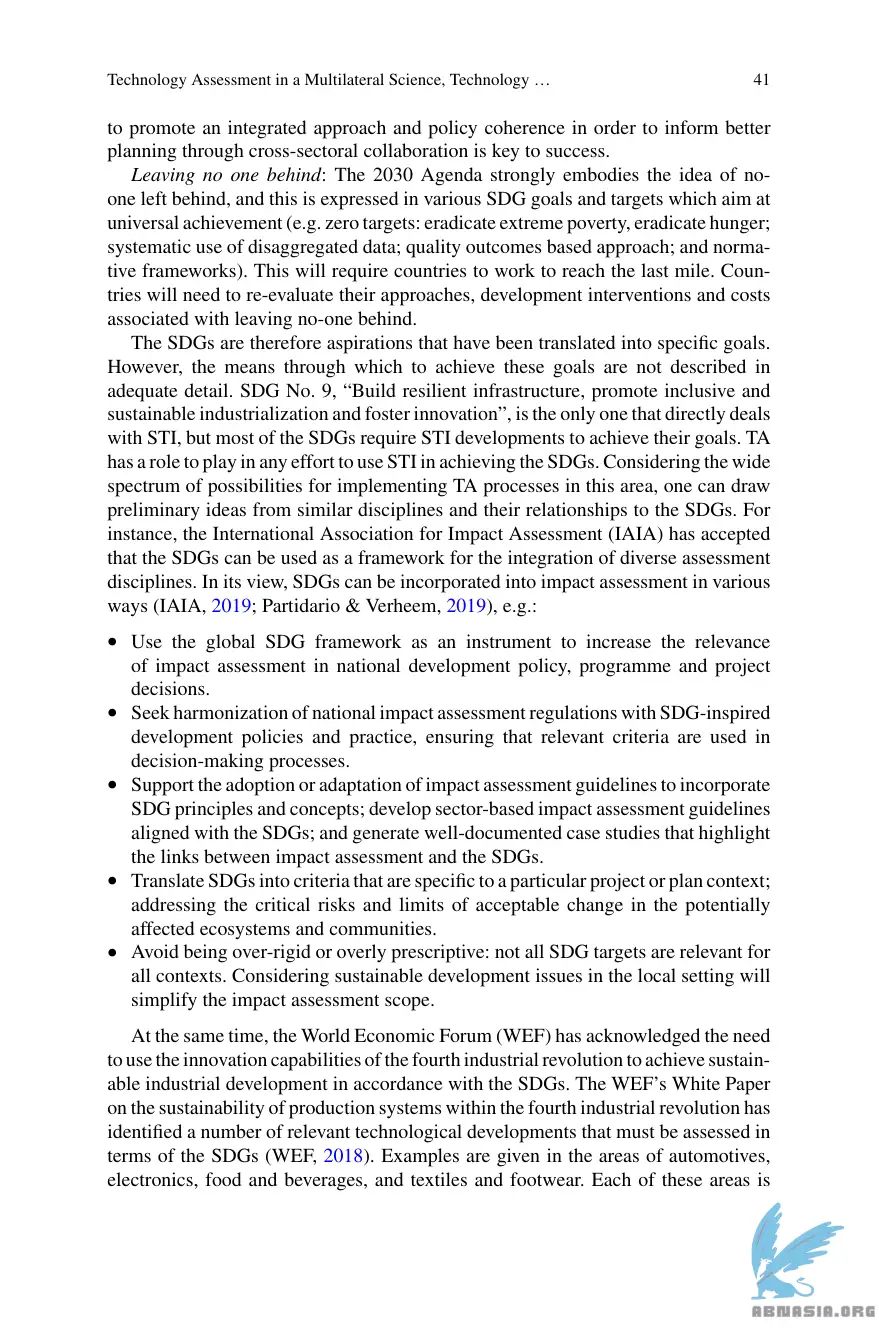 Technology Assessment in a Multilateral Science, Technology … 41
to promote an integrated approach and policy coherence in order to inform better
planning through cross-sectoral collaboration is key to success.
Leaving no one behind: The 2030 Agenda strongly embodies the idea of no-
one left behind, and this is expressed in various SDG goals and targets which aim at
universal achievement (e.g. zero targets: eradicate extreme poverty, eradicate hunger;
systematic use of disaggregated data; quality outcomes based approach; and norma-
tive frameworks). This will require countries to work to reach the last mile. Coun-
tries will need to re-evaluate their approaches, development interventions and costs
associated with leaving no-one behind.
The SDGs are therefore aspirations that have been translated into specific goals.
However, the means through which to achieve these goals are not described in
adequate detail. SDG No. 9, “Build resilient infrastructure, promote inclusive and
sustainable industrialization and foster innovation”, is the only one that directly deals
with STI, but most of the SDGs require STI developments to achieve their goals. TA
has a role to play in any effort to use STI in achieving the SDGs. Considering the wide
spectrum of possibilities for implementing TA processes in this area, one can draw
preliminary ideas from similar disciplines and their relationships to the SDGs. For
instance, the International Association for Impact Assessment (IAIA) has accepted
that the SDGs can be used as a framework for the integration of diverse assessment
disciplines. In its view, SDGs can be incorporated into impact assessment in various
ways (IAIA, 2019; Partidario & Verheem, 2019), e.g.:
• Use the global SDG framework as an instrument to increase the relevance
of impact assessment in national development policy, programme and project
decisions.
• Seek harmonization of national impact assessment regulations with SDG-inspired
development policies and practice, ensuring that relevant criteria are used in
decision-making processes.
• Support the adoption or adaptation of impact assessment guidelines to incorporate
SDG principles and concepts; develop sector-based impact assessment guidelines
aligned with the SDGs; and generate well-documented case studies that highlight
the links between impact assessment and the SDGs.
• Translate SDGs into criteria that are specific to a particular project or plan context;
addressing the critical risks and limits of acceptable change in the potentially
affected ecosystems and communities.
• Avoid being over-rigid or overly prescriptive: not all SDG targets are relevant for
all contexts. Considering sustainable development issues in the local setting will
simplify the impact assessment scope.
At the same time, the World Economic Forum (WEF) has acknowledged the need
to use the innovation capabilities of the fourth industrial revolution to achieve sustain-
able industrial development in accordance with the SDGs. The WEF’s White Paper
on the sustainability of production systems within the fourth industrial revolution has
identified a number of relevant technological developments that must be assessed in
terms of the SDGs (WEF, 2018). Examples are given in the areas of automotives,
electronics, food and beverages, and textiles and footwear. Each of these areas is
ABNASIA.ORG